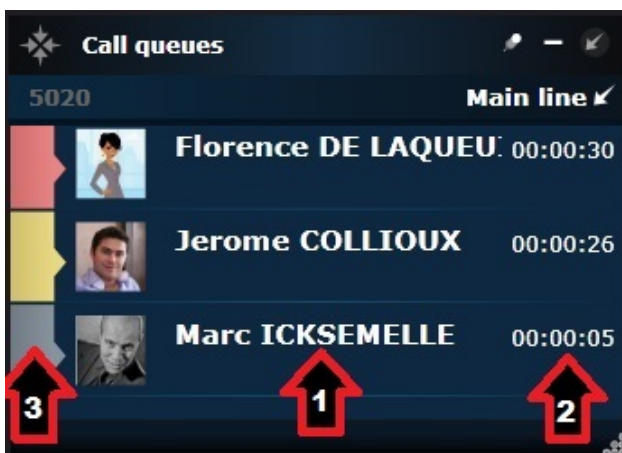 Call queues
5020 Main line
Florence DE LAQUEU 00:00:30
Jerome COLLIOUX 00:00:26
Marc ICKSEMELLE 00:00:05
3 1 2